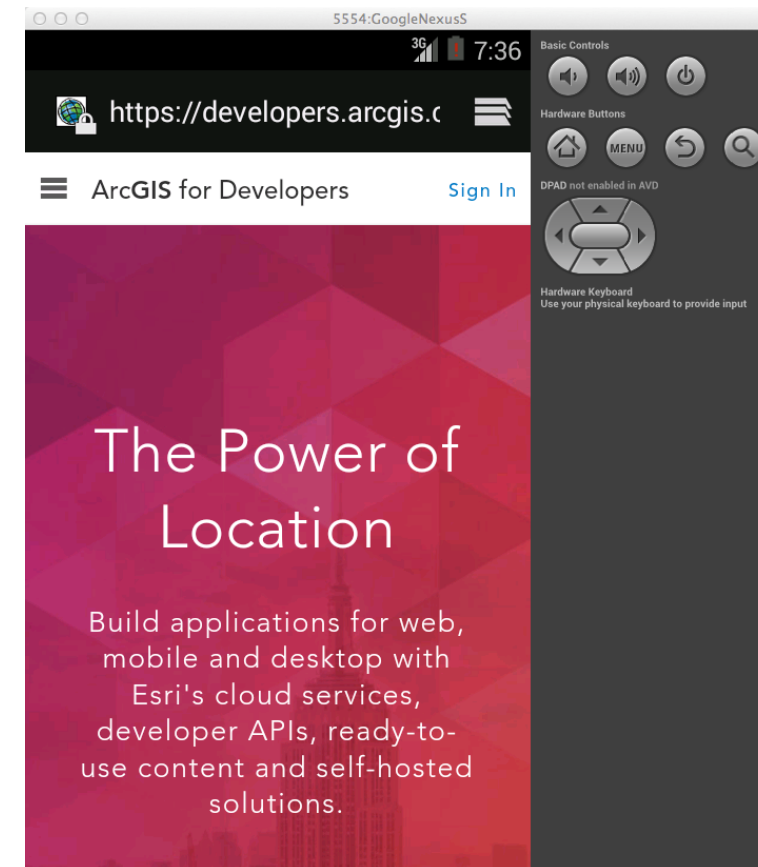 5554:GoogleNexusS
3G 7:36
https://developers.arcgis.c
ArcGIS for Developers Sign In
The Power of
Location
Build applications for web,
mobile and desktop with
Esri's cloud services,
developer APIs, ready-to-
use content and self-hosted
solutions.
Basic Controls
Hardware Buttons
MENU
DPAD not enabled in AVD
Hardware Keyboard
Use your physical keyboard to provide input